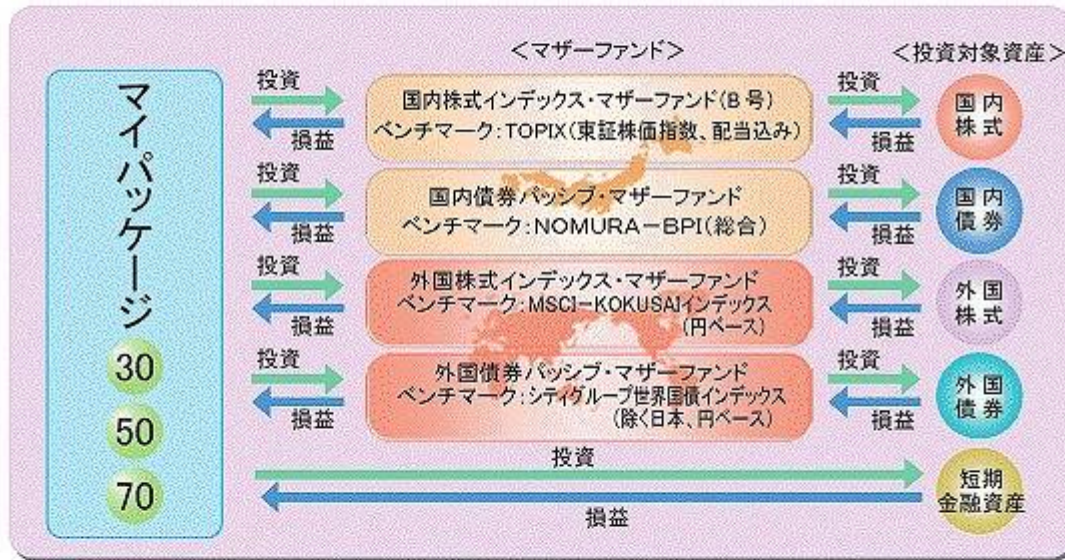 ＜マザーファンド＞
＜投資対象資産＞
マイパッケージ
30
50
70
投資
損益
国内株式インデックス・マザーファンド(B号)
ベンチマーク:TOPIX(東証株価指数、配当込み)
投資
損益
国内
株式
投資
損益
国内債券パッシブ・マザーファンド
ベンチマーク:NOMURA－BPI(総合)
投資
損益
国内
債券
投資
損益
外国株式インデックス・マザーファンド
ベンチマーク:MSCI－KOKUSAIインデックス
(円ベース)
投資
損益
外国
株式
投資
損益
外国債券パッシブ・マザーファンド
ベンチマーク:シティグループ世界国債インデックス
(除く日本、円ベース)
投資
損益
外国
債券
投資
損益
短期
金融資産